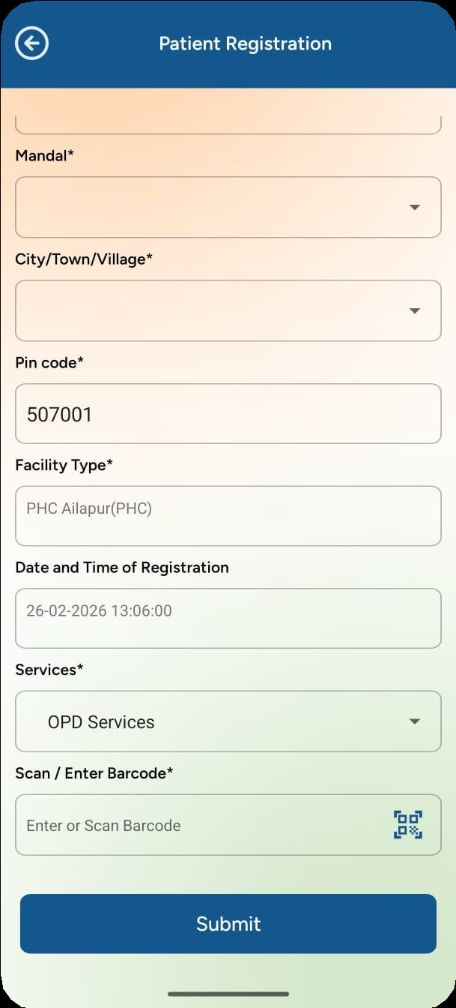 Patient Registration
Mandal*
City/Town/Village*
Pin code*
507001
Facility Type*
PHC Ailapur(PHC)
Date and Time of Registration
26-02-2026 13:06:00
Services*
OPD Services
Scan / Enter Barcode*
Enter or Scan Barcode
Submit